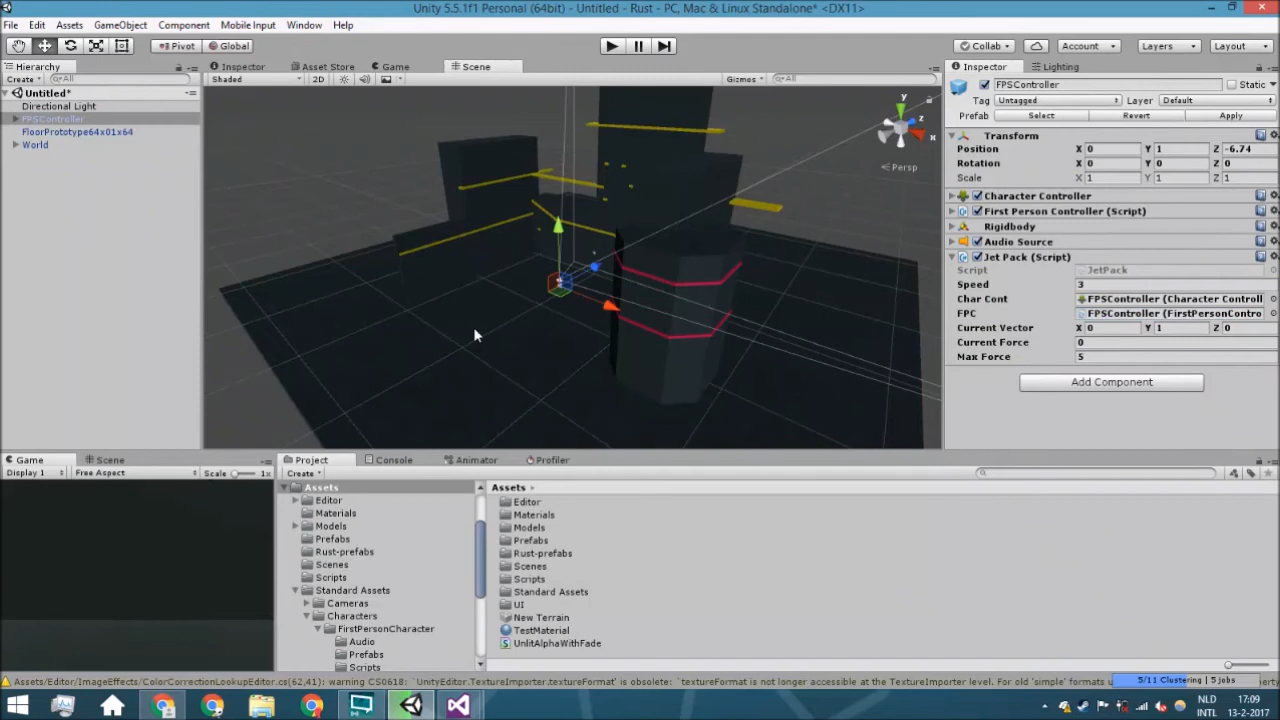 Unity 5.5.1f1 Personal (64bit) - Untitled - Rust - PC, Mac & Linux Standalone* <DX11>
File Edit Assets GameObject Component Mobile Input Window Help
Pivot Global Collab Account Layers Layout
Hierarchy Inspector Asset Store Game Scene Inspector Lighting
Create All Shaded 2D Gizmos All
FPSController Static
Untitled*
Directional Light
FPSController
FloorPrototype64x01x64
World
y
z
x
Persp
Tag Untagged Layer Default
Prefab Select Revert Apply
Transform
Position X 0 Y 1 Z -6.74
Rotation X 0 Y 0 Z 0
Scale X 1 Y 1 Z 1
Character Controller
First Person Controller (Script)
Rigidbody
Audio Source
Jet Pack (Script)
Script JetPack
Speed 3
Char Cont FPSController (Character Controll
FPC FPSController (FirstPersonContro
Current Vector X 0 Y 1 Z 0
Current Force 0
Max Force 5
Add Component
Game Scene Project Console Animator Profiler
Display 1 Free Aspect Scale 1x Create
Assets
Editor
Materials
Models
Prefabs
Rust-prefabs
Scenes
Scripts
Standard Assets
Cameras
Characters
FirstPersonCharacter
Audio
Prefabs
Scripts
Assets
Editor
Materials
Models
Prefabs
Rust-prefabs
Scenes
Scripts
Standard Assets
UI
New Terrain
TestMaterial
UnlitAlphaWithFade
Assets/Editor/ImageEffects/ColorCorrectionLookupEditor.cs(62,41): warning CS0618: `UnityEditor.TextureImporter.textureFormat' is obsolete: `textureFormat is no longer accessible at the TextureImporter level. For old 'simple' formats u
5/11 Clustering | 5 jobs
NLD
INTL
17:09
13-2-2017